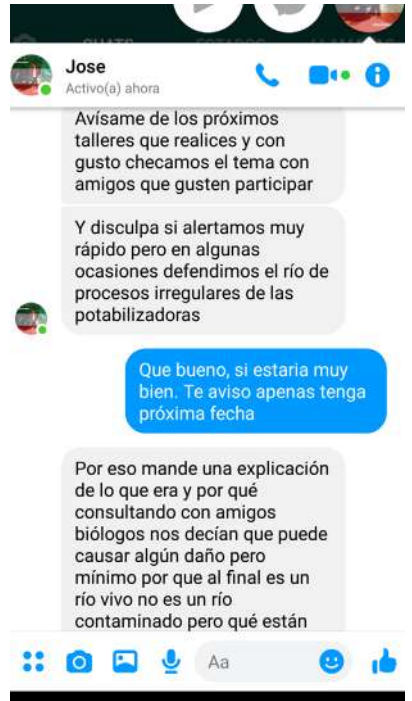 CHATS ESTADOS LLAMADAS
Jose
Activo(a) ahora
Avísame de los próximos
talleres que realices y con
gusto checamos el tema con
amigos que gusten participar
Y disculpa si alertamos muy
rápido pero en algunas
ocasiones defendimos el río de
procesos irregulares de las
potabilizadoras
Que bueno, si estaria muy
bien. Te aviso apenas tenga
próxima fecha
Por eso mande una explicación
de lo que era y por qué
consultando con amigos
biólogos nos decían que puede
causar algún daño pero
mínimo por que al final es un
río vivo no es un río
contaminado pero qué están
Aa